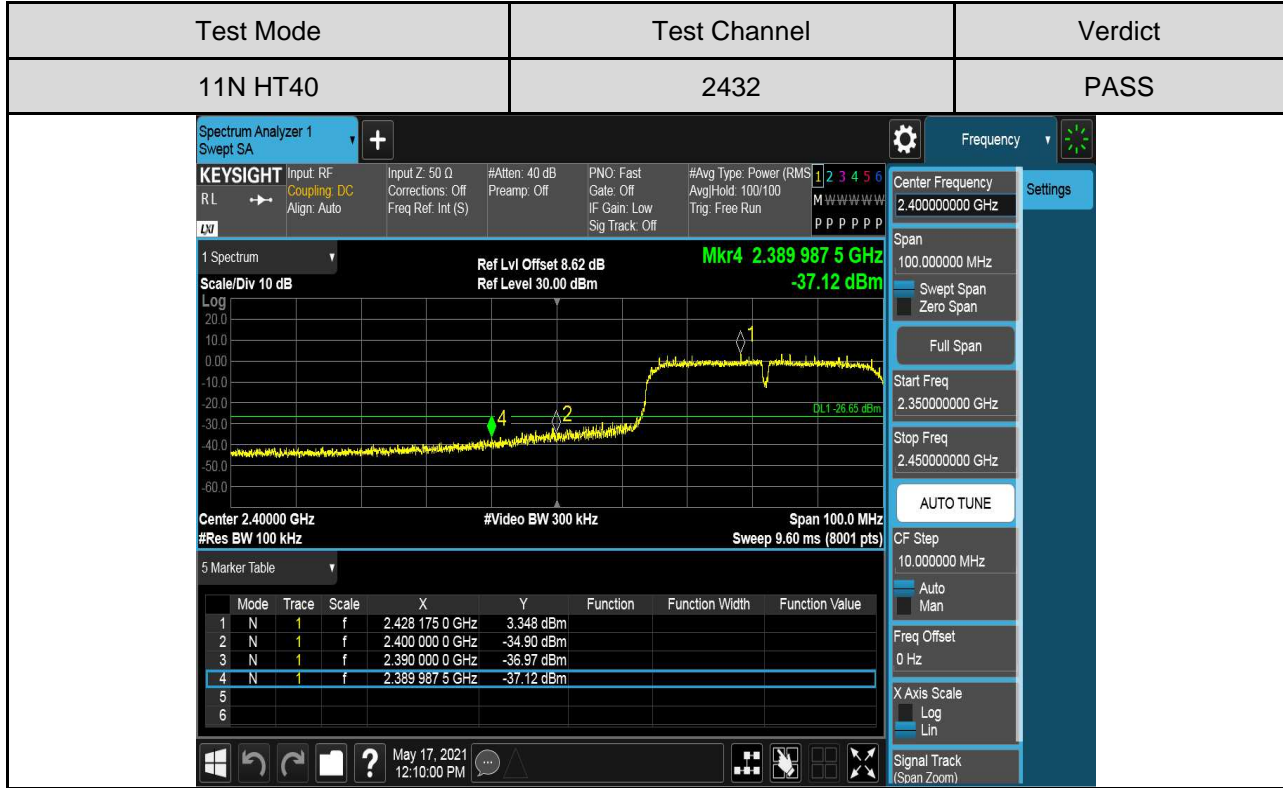 Test Mode Test Channel Verdict
11N HT40 2432 PASS
Spectrum Analyzer 1
Swept SA
+
Frequency
KEYSIGHT Input: RF Input Z: 50 Ω #Atten: 40 dB PNO: Fast #Avg Type: Power (RMS 1 2 3 4 5 6
RL Coupling: DC Corrections: Off Preamp: Off Gate: Off Avg|Hold: 100/100 M W W W W W
Align: Auto Freq Ref: Int (S) IF Gain: Low Trig: Free Run
LXI Sig Track: Off P P P P P P
Center Frequency
2.400000000 GHz
Settings
1 Spectrum
Ref Lvl Offset 8.62 dB
Mkr4 2.389 987 5 GHz
Scale/Div 10 dB Ref Level 30.00 dBm -37.12 dBm
Span
100.000000 MHz
Swept Span
Zero Span
Full Span
Start Freq
2.350000000 GHz
Stop Freq
2.450000000 GHz
AUTO TUNE
Log
20.0
10.0
0.00
-10.0
-20.0
-30.0
-40.0
-50.0
-60.0
1
2
4
DL1 -26.65 dBm
Center 2.40000 GHz #Video BW 300 kHz Span 100.0 MHz
#Res BW 100 kHz Sweep 9.60 ms (8001 pts)
CF Step
10.000000 MHz
Auto
Man
Freq Offset
0 Hz
X Axis Scale
Log
Lin
Signal Track
(Span Zoom)
5 Marker Table
Mode Trace Scale X Y Function Function Width Function Value
1 N 1 f 2.428 175 0 GHz 3.348 dBm
2 N 1 f 2.400 000 0 GHz -34.90 dBm
3 N 1 f 2.390 000 0 GHz -36.97 dBm
4 N 1 f 2.389 987 5 GHz -37.12 dBm
5
6
? May 17, 2021
12:10:00 PM